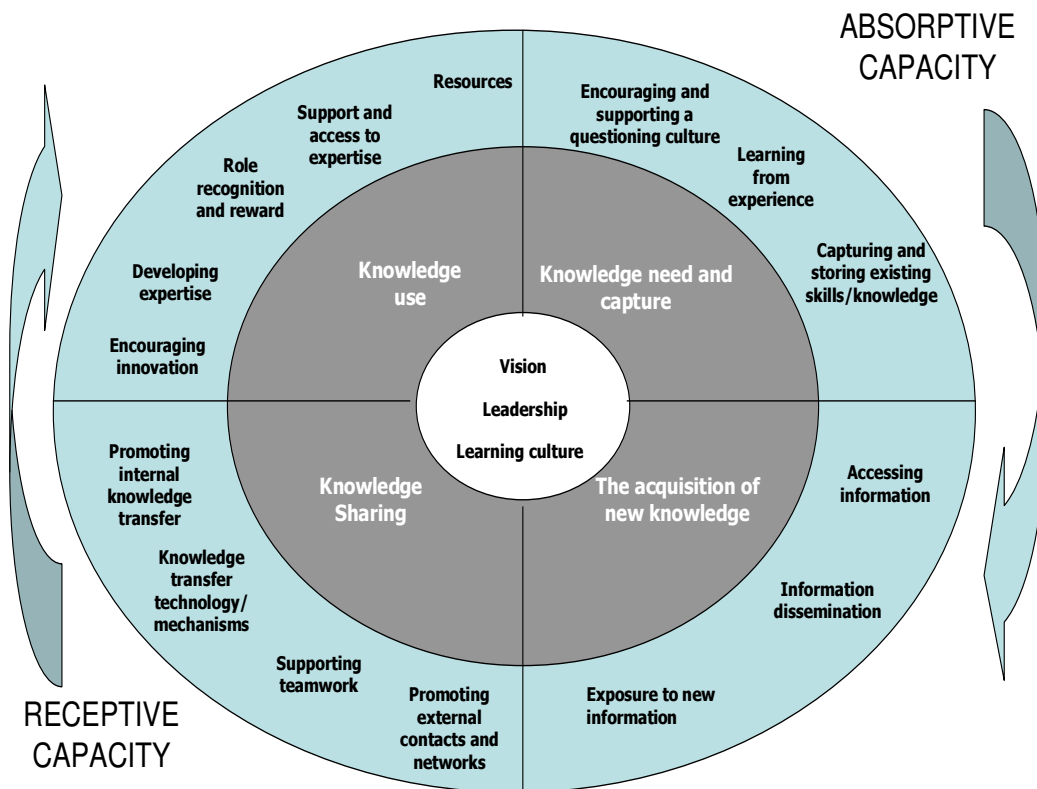 ABSORPTIVE
CAPACITY
Resources
Encouraging and
supporting a
questioning culture
Support and
access to
expertise
Learning
from
experience
Role
recognition
and reward
Capturing and
storing existing
skills/knowledge
Developing
expertise
Encouraging
innovation
Knowledge
use
Knowledge need and
capture
Vision
Leadership
Learning culture
Knowledge
Sharing
The acquisition of
new knowledge
Promoting
internal
knowledge
transfer
Accessing
information
Knowledge
transfer
technology/
mechanisms
Information
dissemination
Supporting
teamwork
Promoting
external
contacts and
networks
Exposure to new
information
RECEPTIVE
CAPACITY